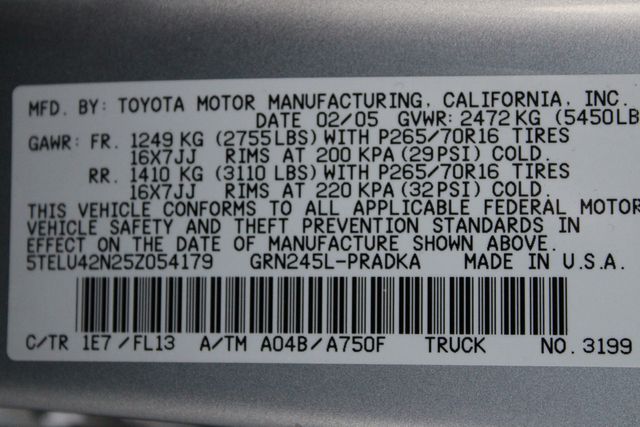 MFD. BY: TOYOTA MOTOR MANUFACTURING, CALIFORNIA, INC.
DATE 02/05 GVWR: 2472 KG (5450LB
GAWR: FR. 1249 KG (2755 LBS) WITH P265/70R16 TIRES
16X7JJ RIMS AT 200 KPA (29 PSI) COLD.
RR. 1410 KG (3110 LBS) WITH P265/70R16 TIRES
16X7JJ RIMS AT 220 KPA (32 PSI) COLD.
THIS VEHICLE CONFORMS TO ALL APPLICABLE FEDERAL MOTOR
VEHICLE SAFETY AND THEFT PREVENTION STANDARDS IN
EFFECT ON THE DATE OF MANUFACTURE SHOWN ABOVE.
5TELU42N25Z054179 GRN245L-PRADKA MADE IN U.S.A.
C/TR 1E7/FL13 A/TM A04B/A750F TRUCK NO. 3199